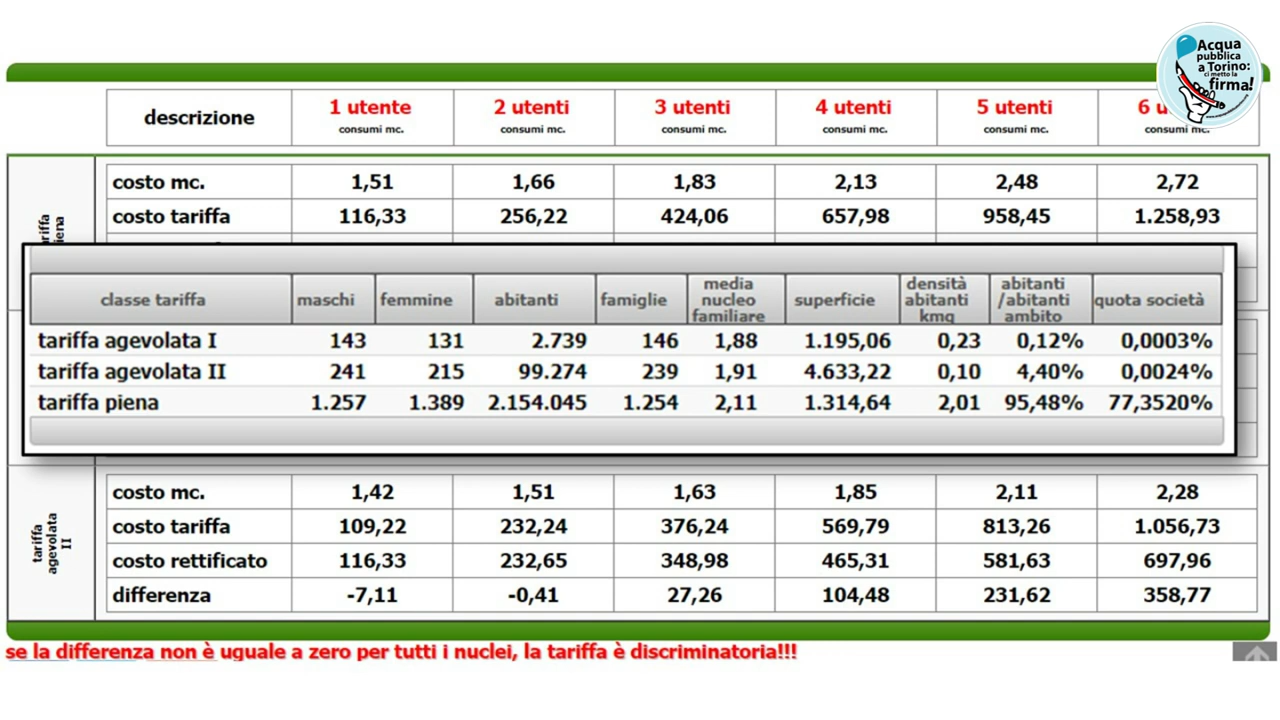 Acqua
pubblica
a Torino:
ci metto la
firma!
descrizione 1 utente 2 utenti 3 utenti 4 utenti 5 utenti 6
consumi mc. consumi mc. consumi mc. consumi mc. consumi mc. consumi mc.
costo mc. 1,51 1,66 1,83 2,13 2,48 2,72
costo tariffa 116,33 256,22 424,06 657,98 958,45 1.258,93
classe tariffa maschi femmine abitanti famiglie media nucleo familiare superficie densità abitanti kmq abitanti /abitanti ambito quota società
tariffa agevolata I 143 131 2.739 146 1,88 1.195,06 0,23 0,12% 0,0003%
tariffa agevolata II 241 215 99.274 239 1,91 4.633,22 0,10 4,40% 0,0024%
tariffa piena 1.257 1.389 2.154.045 1.254 2,11 1.314,64 2,01 95,48% 77,3520%
tariffa
agevolata
II
costo mc. 1,42 1,51 1,63 1,85 2,11 2,28
costo tariffa 109,22 232,24 376,24 569,79 813,26 1.056,73
costo rettificato 116,33 232,65 348,98 465,31 581,63 697,96
differenza -7,11 -0,41 27,26 104,48 231,62 358,77
se la differenza non è uguale a zero per tutti i nuclei, la tariffa è discriminatoria!!!